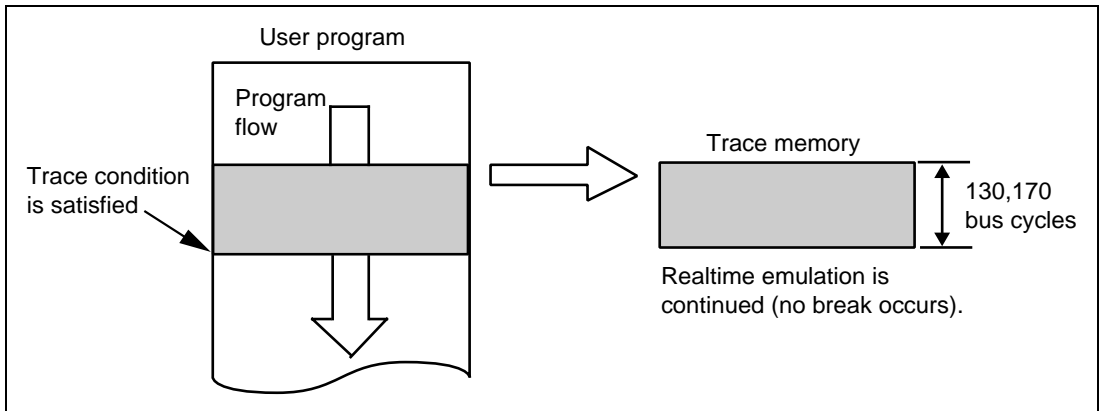 User program
Program
flow
Trace condition
is satisfied
Trace memory
130,170
bus cycles
Realtime emulation is
continued (no break occurs).